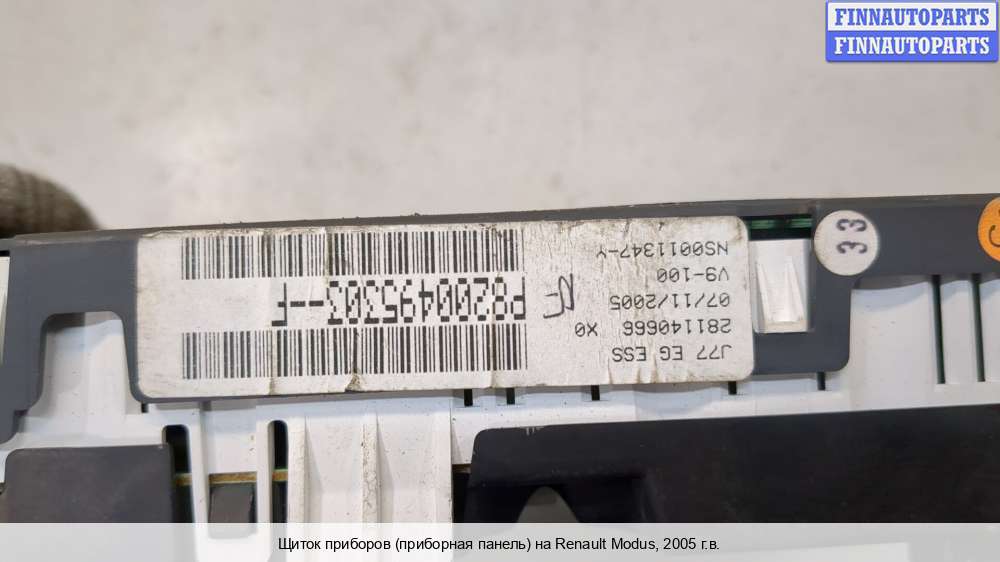 FINNAUTOPARTS
FINNAUTOPARTS
J77 EG ESS
281140666 X0
07/11/2005
V9-100
NS0011347-Y
P8200495303--F
33
Щиток приборов (приборная панель) на Renault Modus, 2005 г.в.